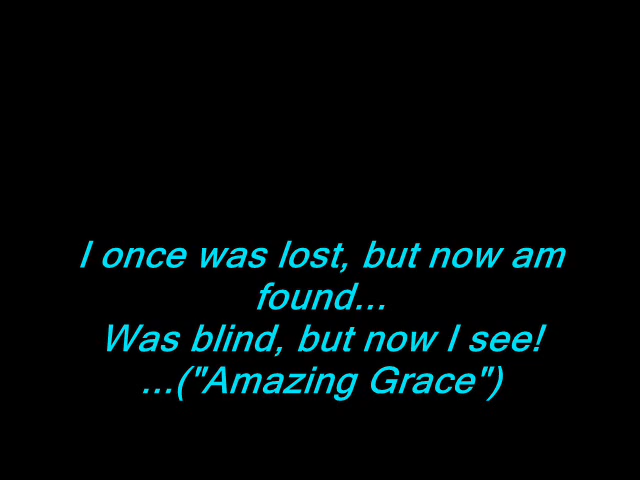 I once was lost, but now am
found...
Was blind, but now I see!
...("Amazing Grace")